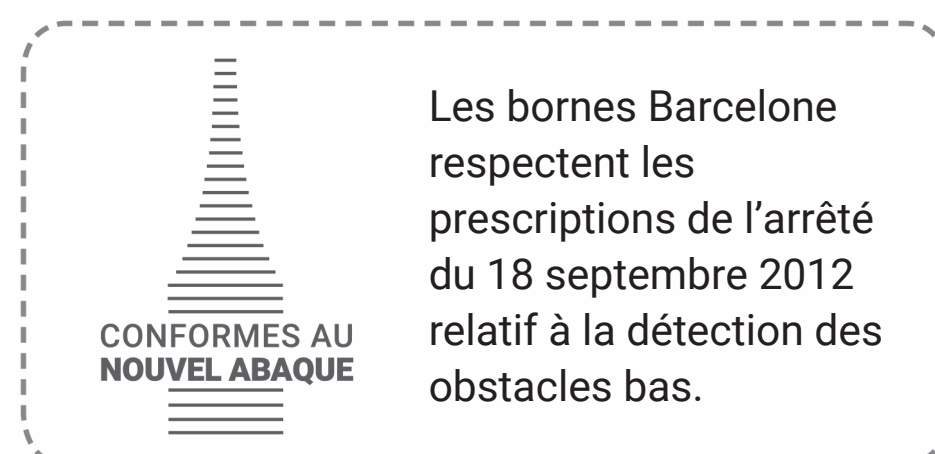 CONFORMES AU
NOUVEL ABAQUE
Les bornes Barcelone
respectent les
prescriptions de l’arrêté
du 18 septembre 2012
relatif à la détection des
obstacles bas.